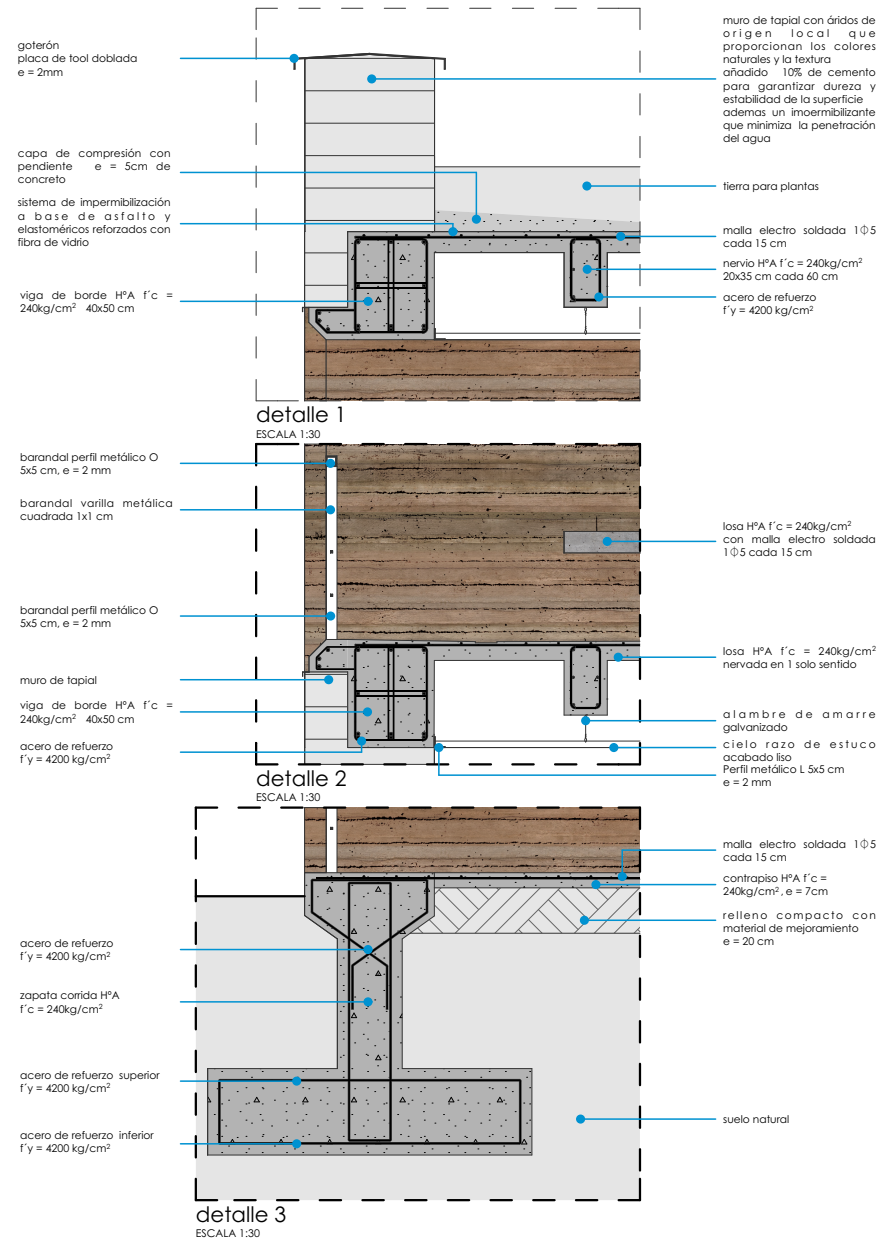 goterón
placa de tool doblada
e = 2mm
capa de compresión con
pendiente e = 5cm de
concreto
sistema de impermibilización
a base de asfalto y
elastoméricos reforzados con
fibra de vidrio
viga de borde HºA f´c =
240kg/cm² 40x50 cm
muro de tapial con áridos de
origen local que
proporcionan los colores
naturales y la textura
añadido 10% de cemento
para garantizar dureza y
estabilidad de la superficie
ademas un imoermibilizante
que minimiza la penetración
del agua
tierra para plantas
malla electro soldada 1Φ5
cada 15 cm
nervio HºA f´c = 240kg/cm²
20x35 cm cada 60 cm
acero de refuerzo
f´y = 4200 kg/cm²
detalle 1
ESCALA 1:30
barandal perfil metálico O
5x5 cm, e = 2 mm
barandal varilla metálica
cuadrada 1x1 cm
barandal perfil metálico O
5x5 cm, e = 2 mm
muro de tapial
viga de borde HºA f´c =
240kg/cm² 40x50 cm
acero de refuerzo
f´y = 4200 kg/cm²
losa HºA f´c = 240kg/cm²
con malla electro soldada
1Φ5 cada 15 cm
losa HºA f´c = 240kg/cm²
nervada en 1 solo sentido
alambre de amarre
galvanizado
cielo razo de estuco
acabado liso
Perfil metálico L 5x5 cm
e = 2 mm
detalle 2
ESCALA 1:30
acero de refuerzo
f´y = 4200 kg/cm²
zapata corrida HºA
f´c = 240kg/cm²
acero de refuerzo superior
f´y = 4200 kg/cm²
acero de refuerzo inferior
f´y = 4200 kg/cm²
malla electro soldada 1Φ5
cada 15 cm
contrapiso HºA f´c =
240kg/cm², e = 7cm
relleno compacto con
material de mejoramiento
e = 20 cm
suelo natural
detalle 3
ESCALA 1:30